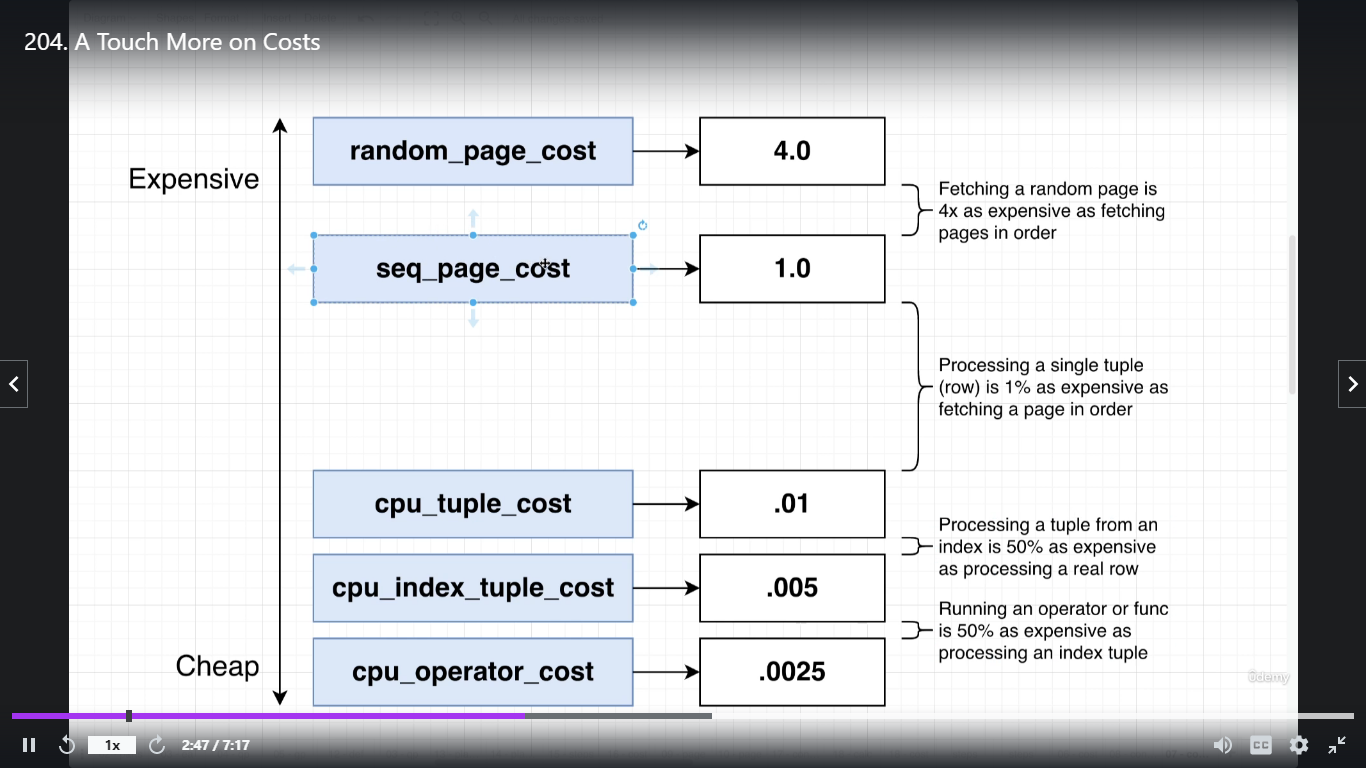 204. A Touch More on Costs
Expensive
random_page_cost
4.0
Fetching a random page is
4x as expensive as fetching
pages in order
seq_page_cost
1.0
Processing a single tuple
(row) is 1% as expensive as
fetching a page in order
cpu_tuple_cost
.01
Processing a tuple from an
index is 50% as expensive
as processing a real row
cpu_index_tuple_cost
.005
Running an operator or func
is 50% as expensive as
processing an index tuple
Cheap
cpu_operator_cost
.0025
ûdemy
1x
2:47 / 7:17
CC